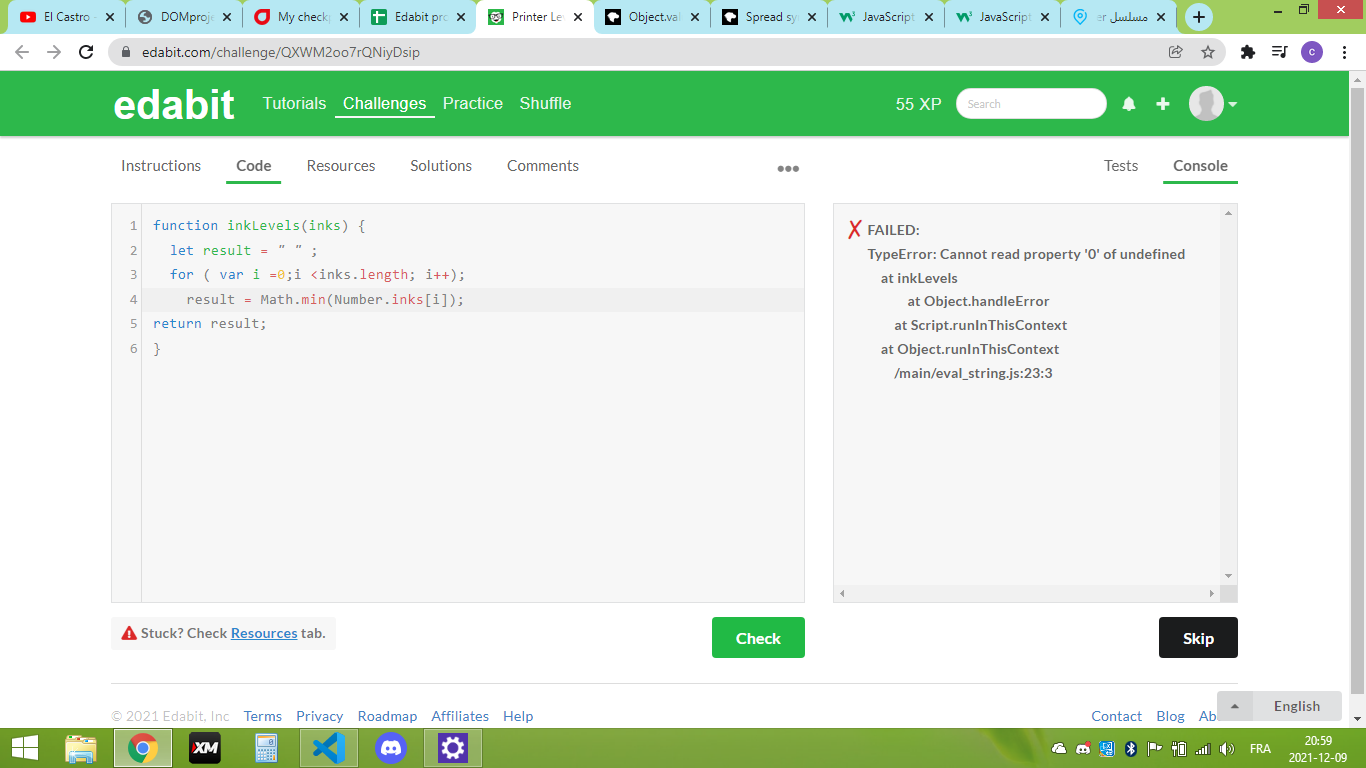 El Castro - DOMproje My check Edabit pro Printer Le Object.val Spread sy JavaScript JavaScript مسلسل er
edabit.com/challenge/QXWM2oo7rQNiyDsip
c
edabit Tutorials Challenges Practice Shuffle 55 XP Search
Instructions Code Resources Solutions Comments Tests Console
1 function inkLevels(inks) {
2 let result = " " ;
3 for ( var i =0;i <inks.length; i++);
4 result = Math.min(Number.inks[i]);
5 return result;
6 }
FAILED:
TypeError: Cannot read property '0' of undefined
at inkLevels
at Object.handleError
at Script.runInThisContext
at Object.runInThisContext
/main/eval_string.js:23:3
Stuck? Check Resources tab. Check Skip
© 2021 Edabit, Inc Terms Privacy Roadmap Affiliates Help Contact Blog Ab
English
XM FRA 20:59
2021-12-09